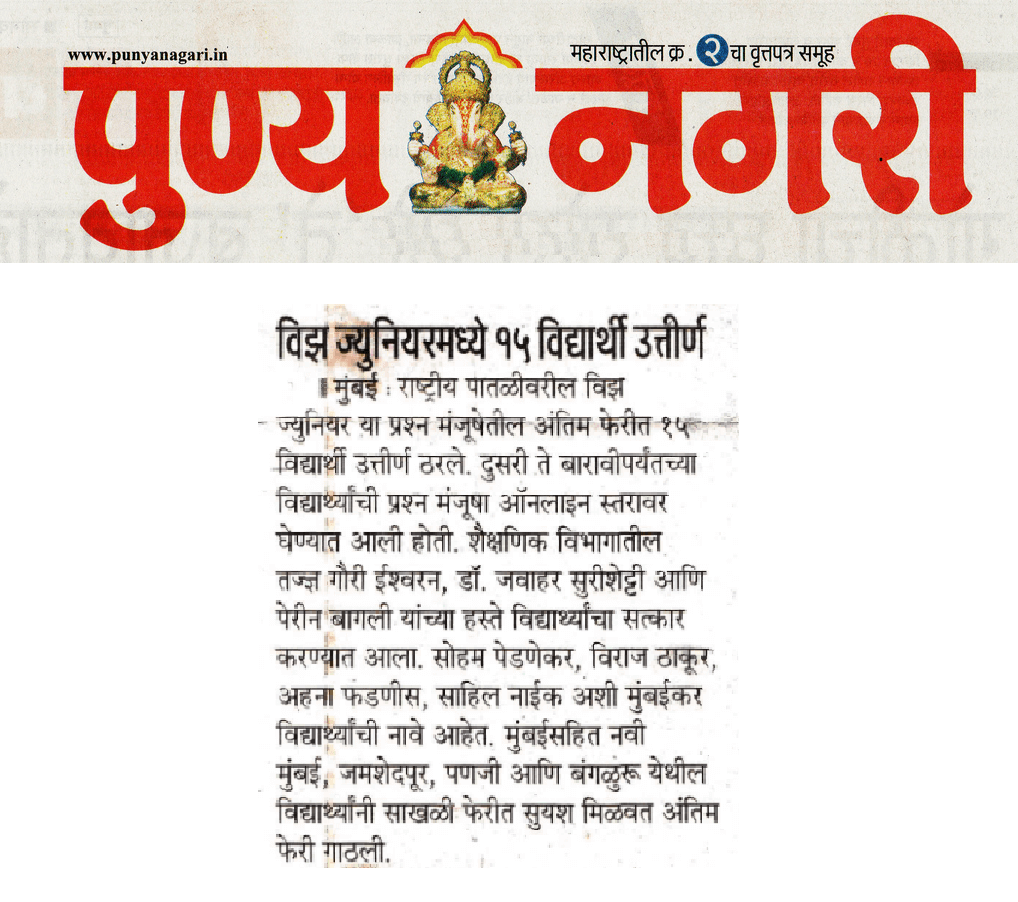 www.punyanagari.in
महाराष्ट्रातील क्र. २ चा वृत्तपत्र समूह
पुण्य नगरी
विझ ज्युनियरमध्ये १५ विद्यार्थी उत्तीर्ण
मुंबई : राष्ट्रीय पातळीवरील विझ
ज्युनियर या प्रश्न मंजूषेतील अंतिम फेरीत १५
विद्यार्थी उत्तीर्ण ठरले. दुसरी ते बारावीपर्यंतच्या
विद्यार्थ्यांची प्रश्न मंजूषा ऑनलाइन स्तरावर
घेण्यात आली होती. शैक्षणिक विभागातील
तज्ज्ञ गौरी ईश्वरन, डॉ. जवाहर सुरीशेट्टी आणि
पेरीन बागली यांच्या हस्ते विद्यार्थ्यांचा सत्कार
करण्यात आला. सोहम पेडणेकर, विराज ठाकूर,
अहना फडणीस, साहिल नाईक अशी मुंबईकर
विद्यार्थ्यांची नावे आहेत. मुंबईसहित नवी
मुंबई, जमशेदपूर, पणजी आणि बंगळुरू येथील
विद्यार्थ्यांनी साखळी फेरीत सुयश मिळवत अंतिम
फेरी गाठली.